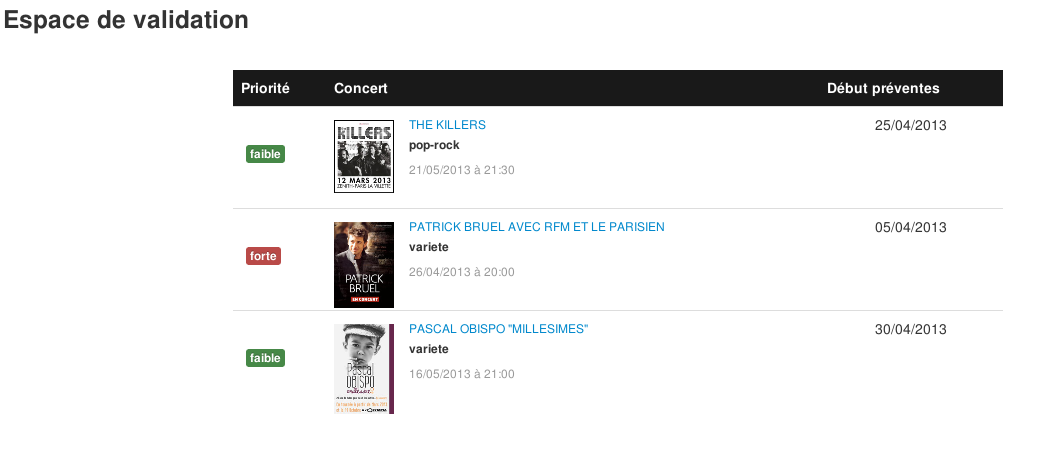 Espace de validation
Priorité Concert Début préventes
faible
KILLERS
12 MARS 2013
ZENITH-PARIS LA VILLETTE
THE KILLERS
pop-rock
21/05/2013 à 21:30
25/04/2013
forte
PATRICK
BRUEL
EN CONCERT
PATRICK BRUEL AVEC RFM ET LE PARISIEN
variete
26/04/2013 à 20:00
05/04/2013
faible
Pascal
OBISPO
PASCAL OBISPO "MILLESIMES"
variete
16/05/2013 à 21:00
30/04/2013